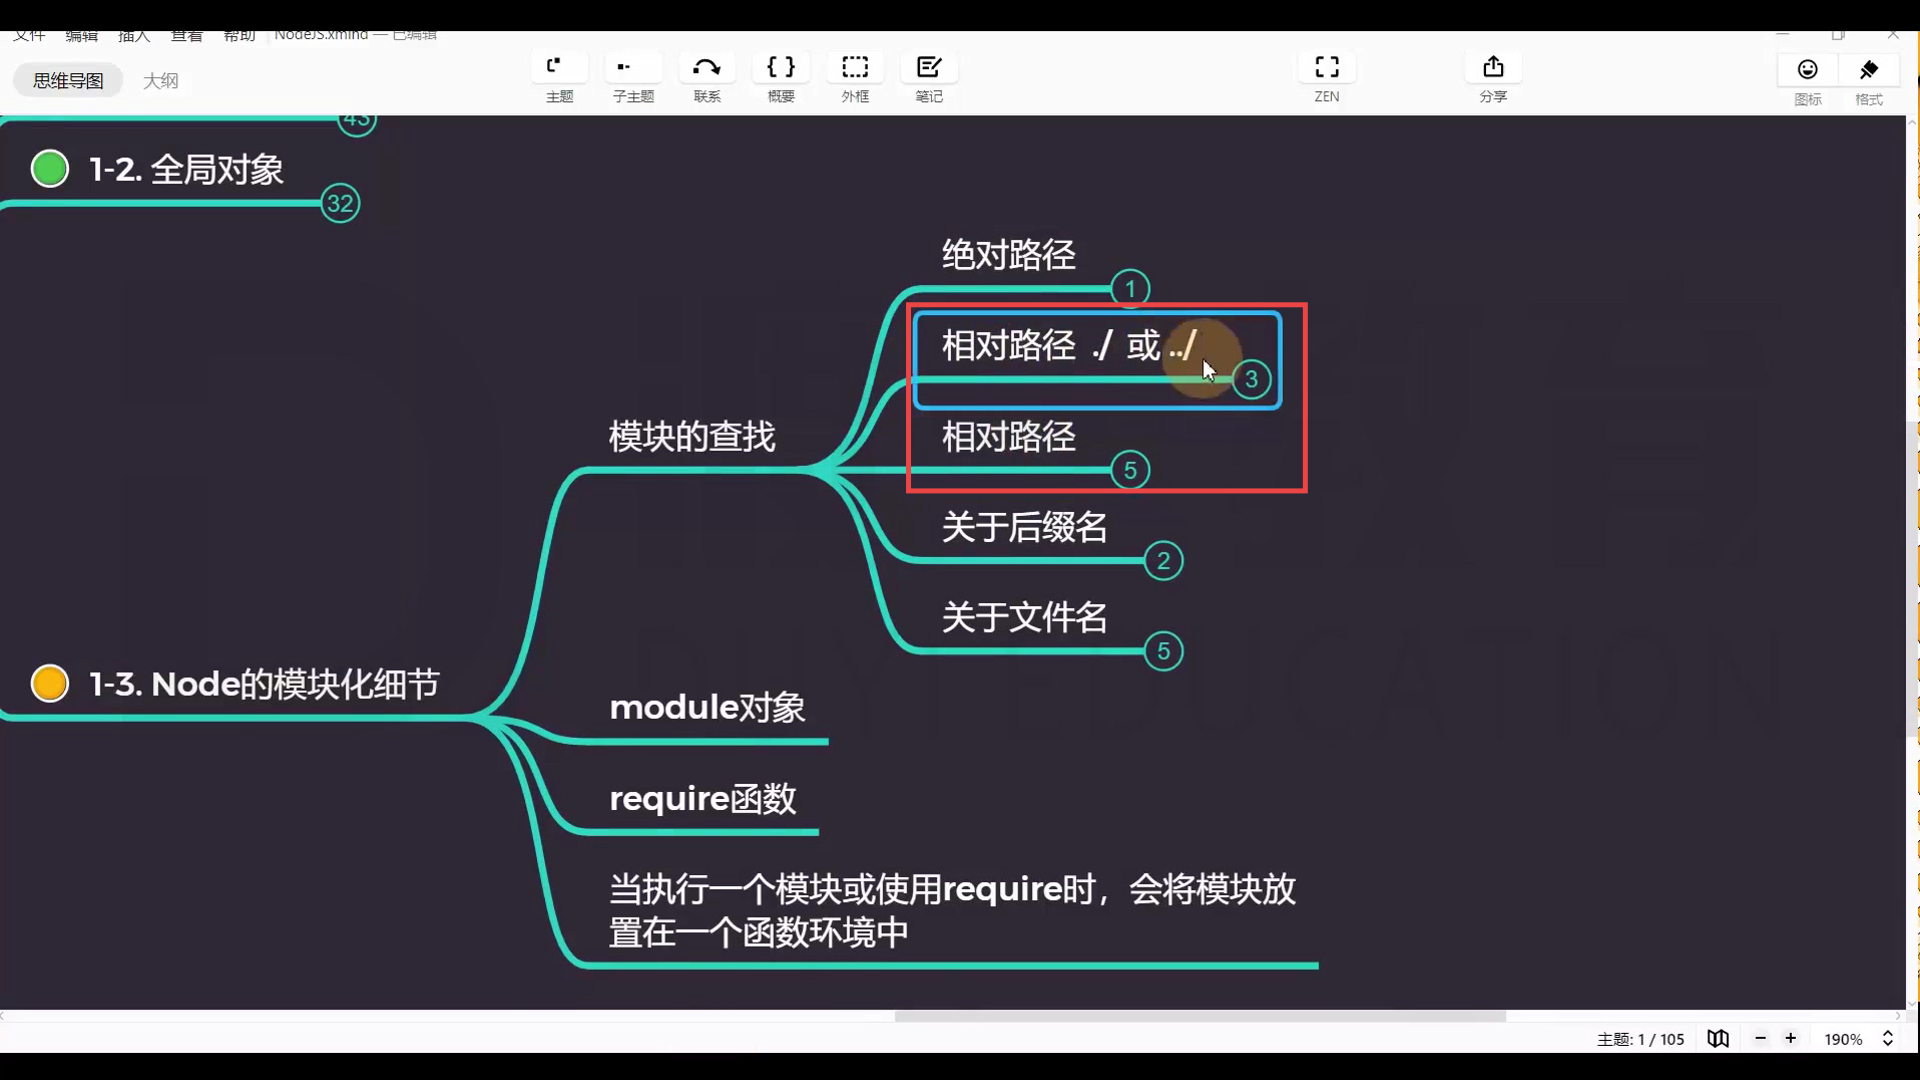 文件 编辑 插入 查看 帮助 NodeJS.xmind — 已编辑
思维导图 大纲
主题 子主题 联系 概要 外框 笔记 ZEN 分享 图标 格式
43
1-2. 全局对象
32
绝对路径
1
相对路径 ./ 或 ../
3
模块的查找
相对路径
5
关于后缀名
2
关于文件名
5
1-3. Node的模块化细节
module对象
require函数
当执行一个模块或使用require时，会将模块放
置在一个函数环境中
主题: 1 / 105
190%